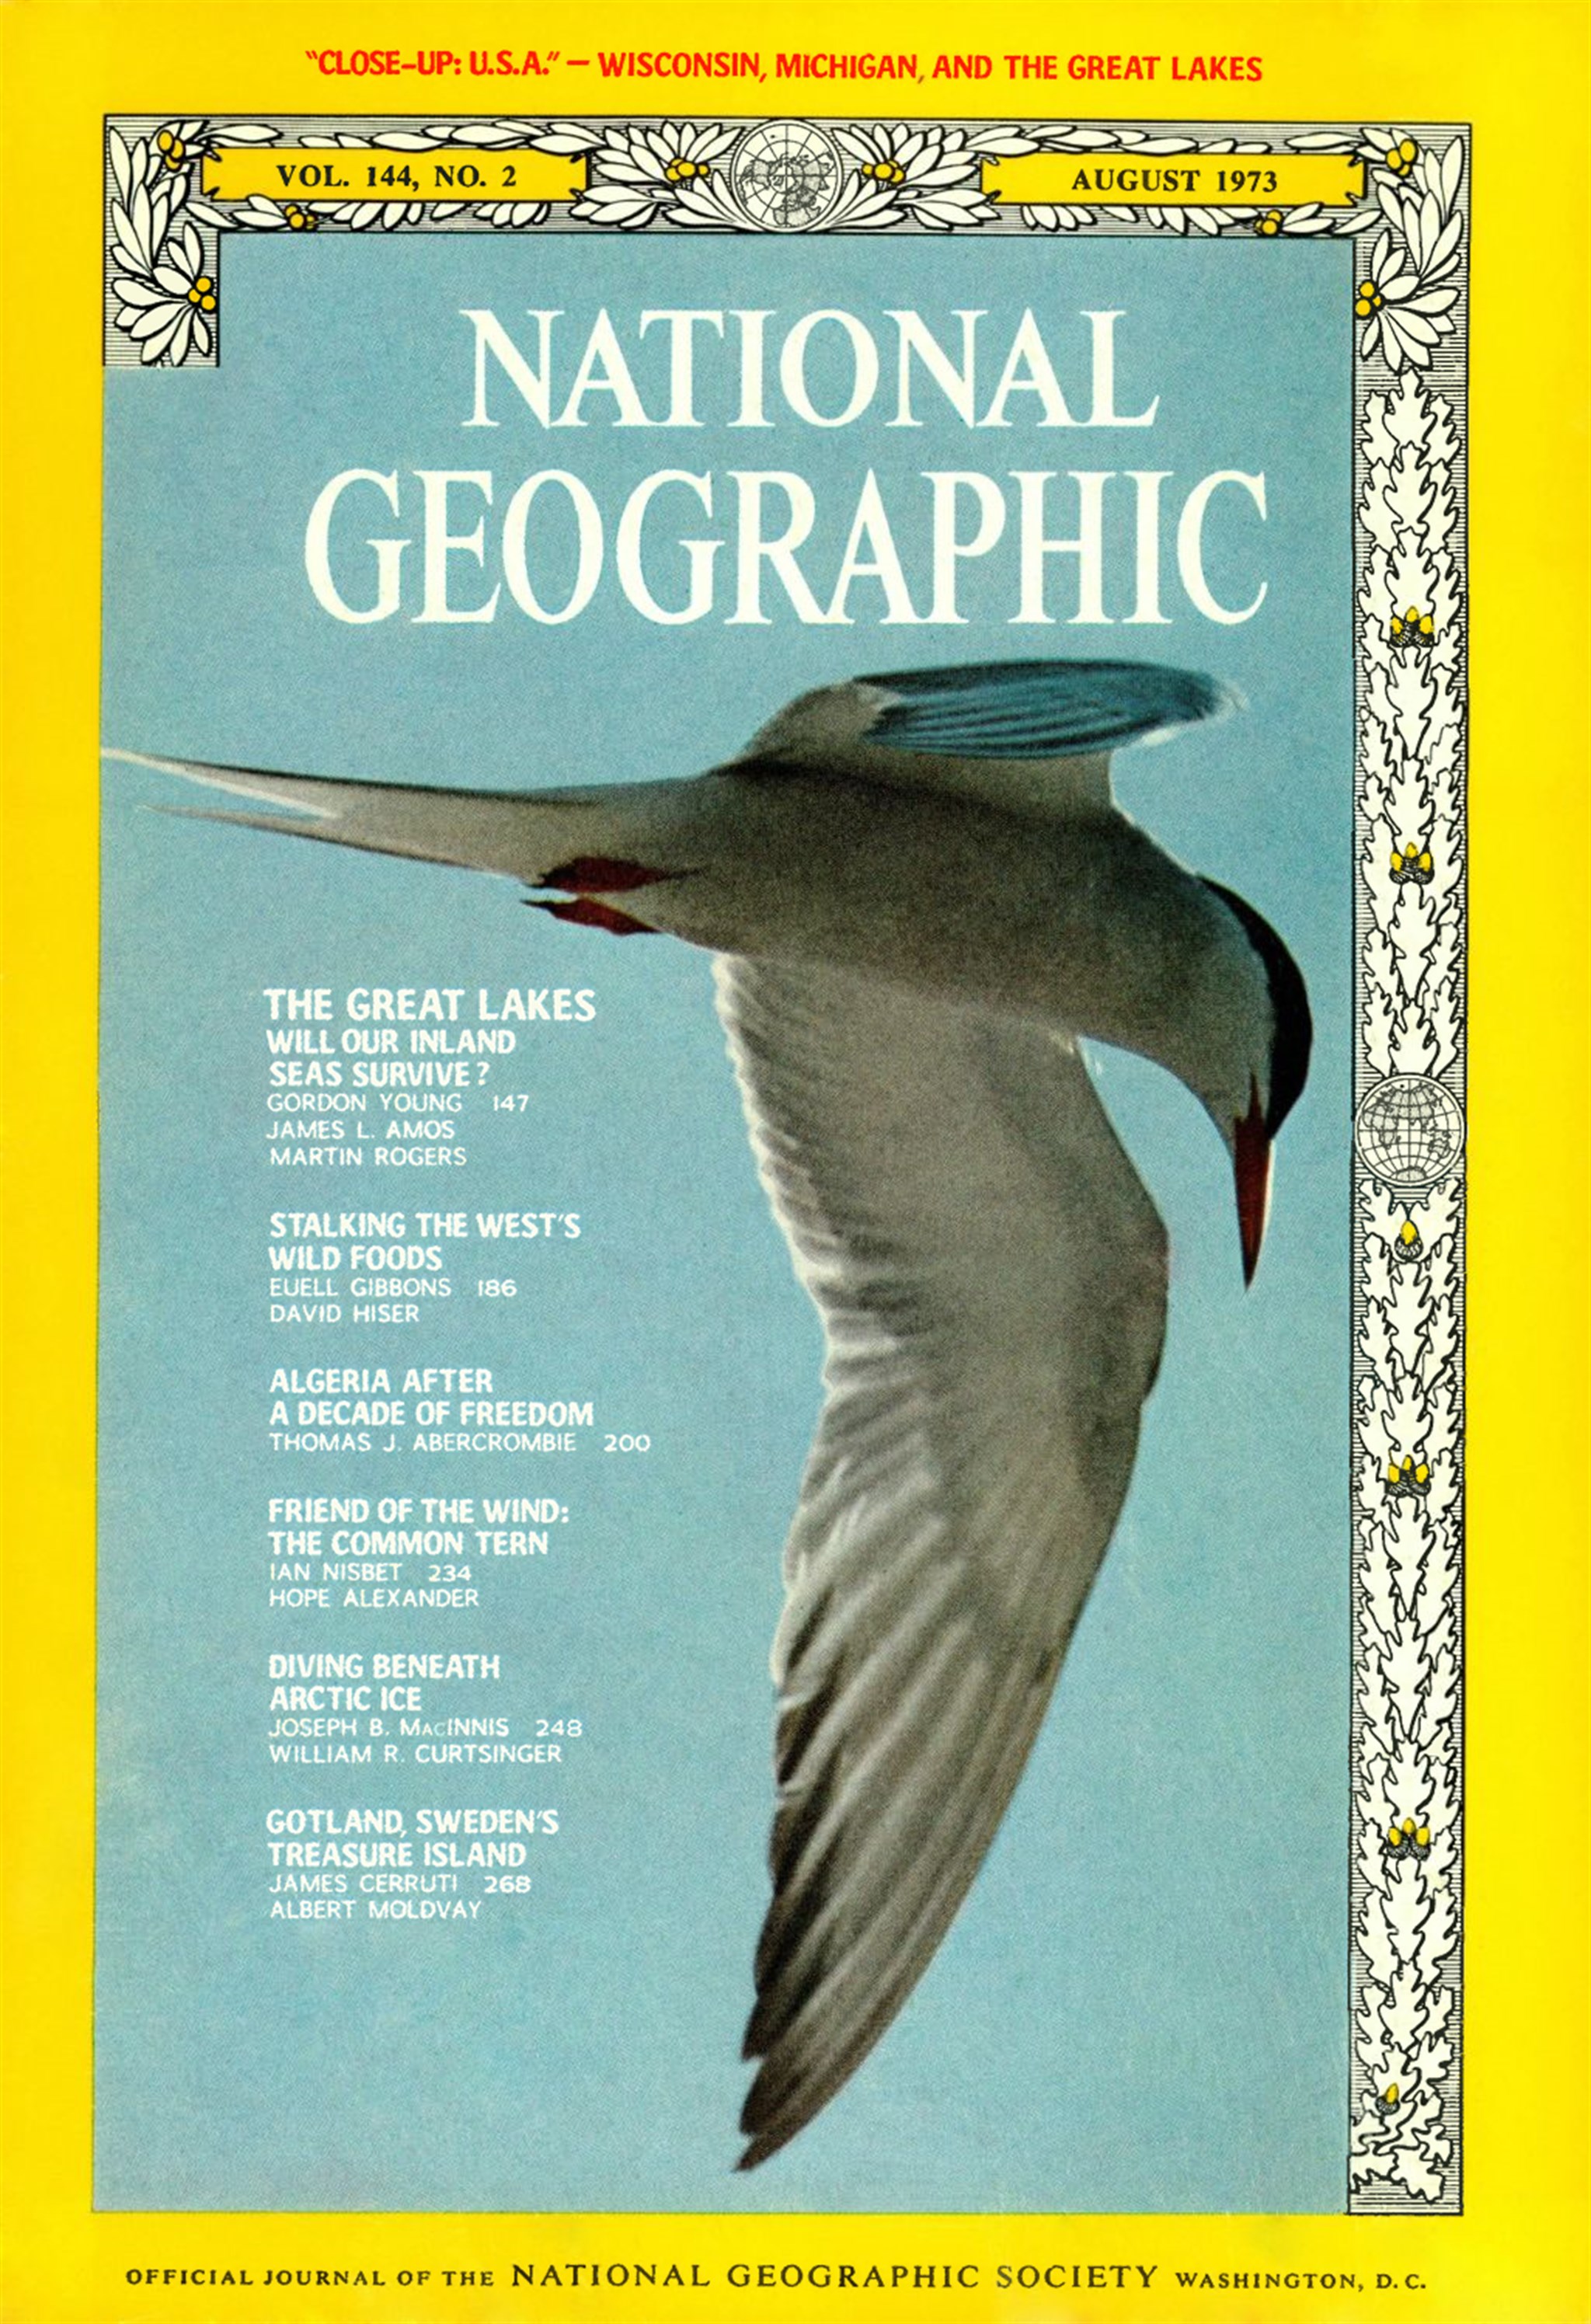 "CLOSE-UP: U.S.A." — WISCONSIN, MICHIGAN, AND THE GREAT LAKES
VOL. 144, NO. 2
AUGUST 1973
NATIONAL
GEOGRAPHIC
THE GREAT LAKES
WILL OUR INLAND
SEAS SURVIVE?
GORDON YOUNG 147
JAMES L. AMOS
MARTIN ROGERS
STALKING THE WEST'S
WILD FOODS
EUELL GIBBONS 186
DAVID HISER
ALGERIA AFTER
A DECADE OF FREEDOM
THOMAS J. ABERCROMBIE 200
FRIEND OF THE WIND:
THE COMMON TERN
IAN NISBET 234
HOPE ALEXANDER
DIVING BENEATH
ARCTIC ICE
JOSEPH B. MacINNIS 248
WILLIAM R. CURTSINGER
GOTLAND, SWEDEN'S
TREASURE ISLAND
JAMES CERRUTI 268
ALBERT MOLDVAY
OFFICIAL JOURNAL OF THE NATIONAL GEOGRAPHIC SOCIETY WASHINGTON, D.C.